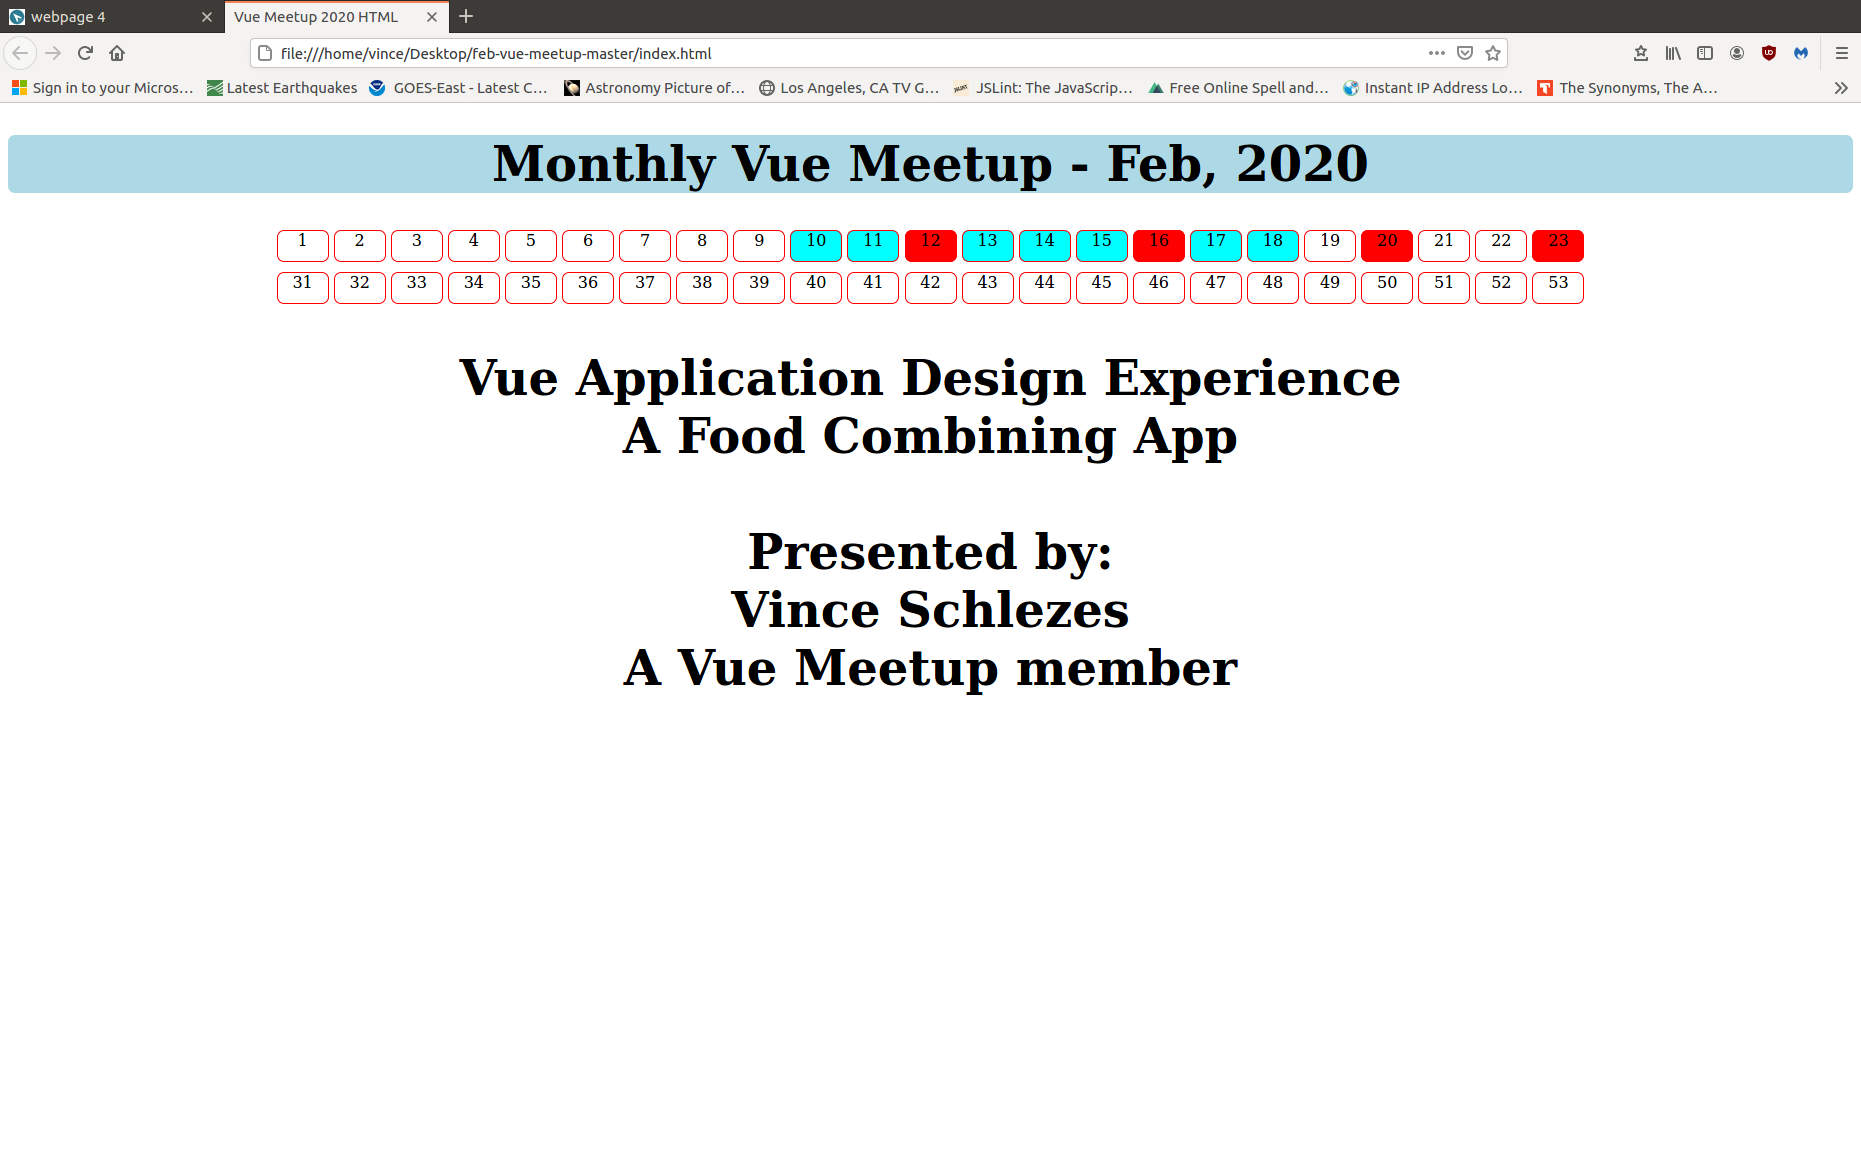 webpage 4
Vue Meetup 2020 HTML
file:///home/vince/Desktop/feb-vue-meetup-master/index.html
Sign in to your Micros… Latest Earthquakes GOES-East - Latest C… Astronomy Picture of… Los Angeles, CA TV G… JSLint: The JavaScrip… Free Online Spell and… Instant IP Address Lo… The Synonyms, The A…
Monthly Vue Meetup - Feb, 2020
1 2 3 4 5 6 7 8 9 10 11 12 13 14 15 16 17 18 19 20 21 22 23
31 32 33 34 35 36 37 38 39 40 41 42 43 44 45 46 47 48 49 50 51 52 53
Vue Application Design Experience
A Food Combining App
Presented by:
Vince Schlezes
A Vue Meetup member